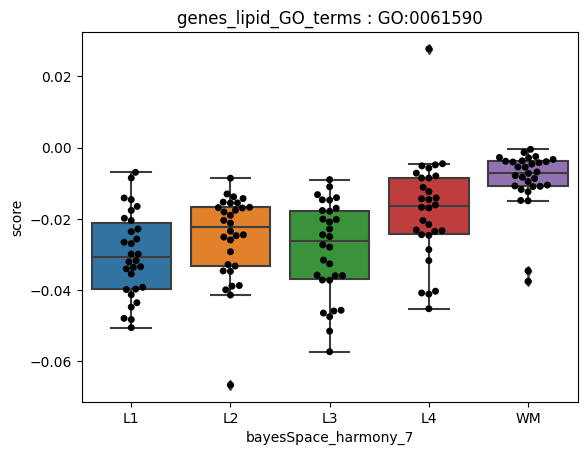 genes_lipid_GO_terms : GO:0061590
0.02
0.00
−0.02
−0.04
−0.06
score
L1 L2 L3 L4 WM
bayesSpace_harmony_7